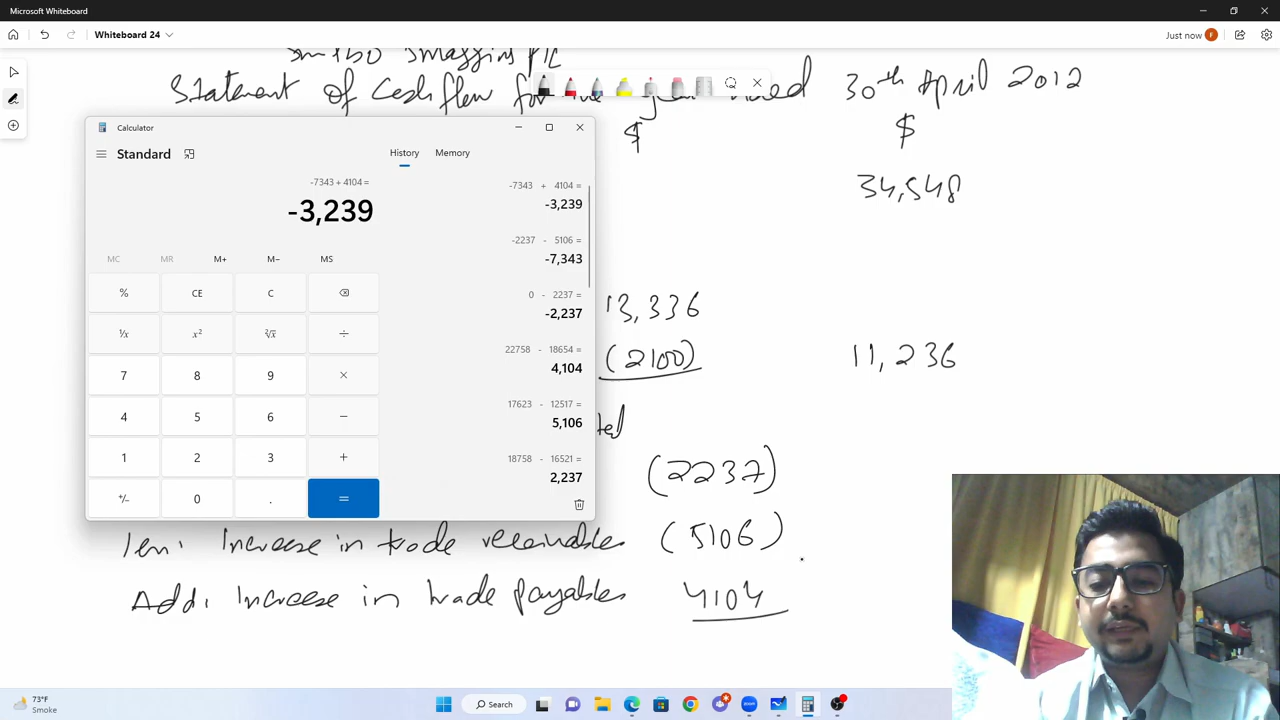 Microsoft Whiteboard
Whiteboard 24
Just now
F
Statement of Cashflow for the year ended 30th April 2012
$ $
34,548
Calculator
Standard
History
Memory
-7343 + 4104 =
-3,239
MC MR M+ M− MS
% CE C
⅟x x² ²√x ÷
7 8 9 ×
4 5 6 −
1 2 3 +
+/− 0 . =
-7343 + 4104 =
-3,239
-2237 - 5106 =
-7,343
0 - 2237 =
-2,237
22758 - 18654 =
4,104
17623 - 12517 =
5,106
18758 - 16521 =
2,237
13,336
(2100) 11,236
ted
(2237)
Increase in trade receivables (5106)
Add: Increase in trade payables 4104
73°F
Smoke
Search